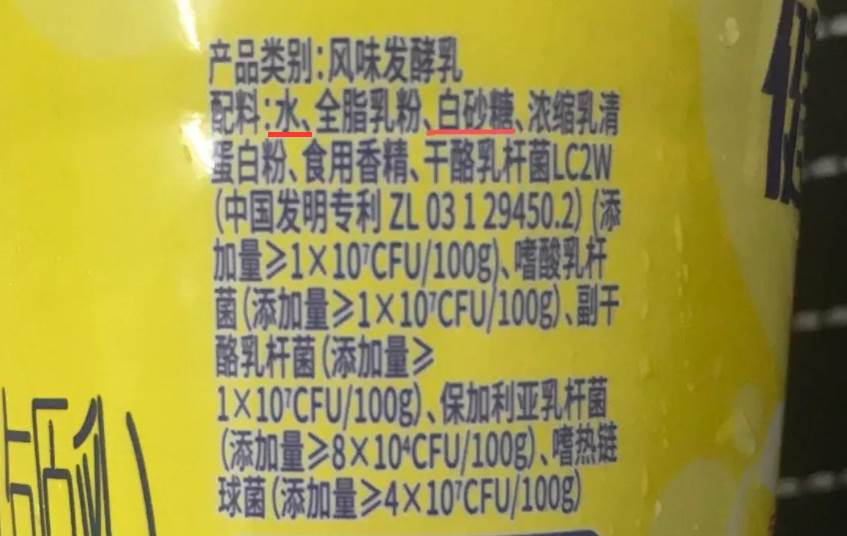 产品类别:风味发酵乳
配料:水、全脂乳粉、白砂糖、浓缩乳清
蛋白粉、食用香精、干酪乳杆菌LC2W
(中国发明专利 ZL 03 1 29450.2) (添
加量≥1×10⁷CFU/100g)、嗜酸乳杆
菌(添加量≥1×10⁷CFU/100g)、副干
酪乳杆菌(添加量≥
1×10⁷CFU/100g)、保加利亚乳杆菌
(添加量≥8×10⁴CFU/100g)、嗜热链
球菌(添加量≥4×10⁷CFU/100g)